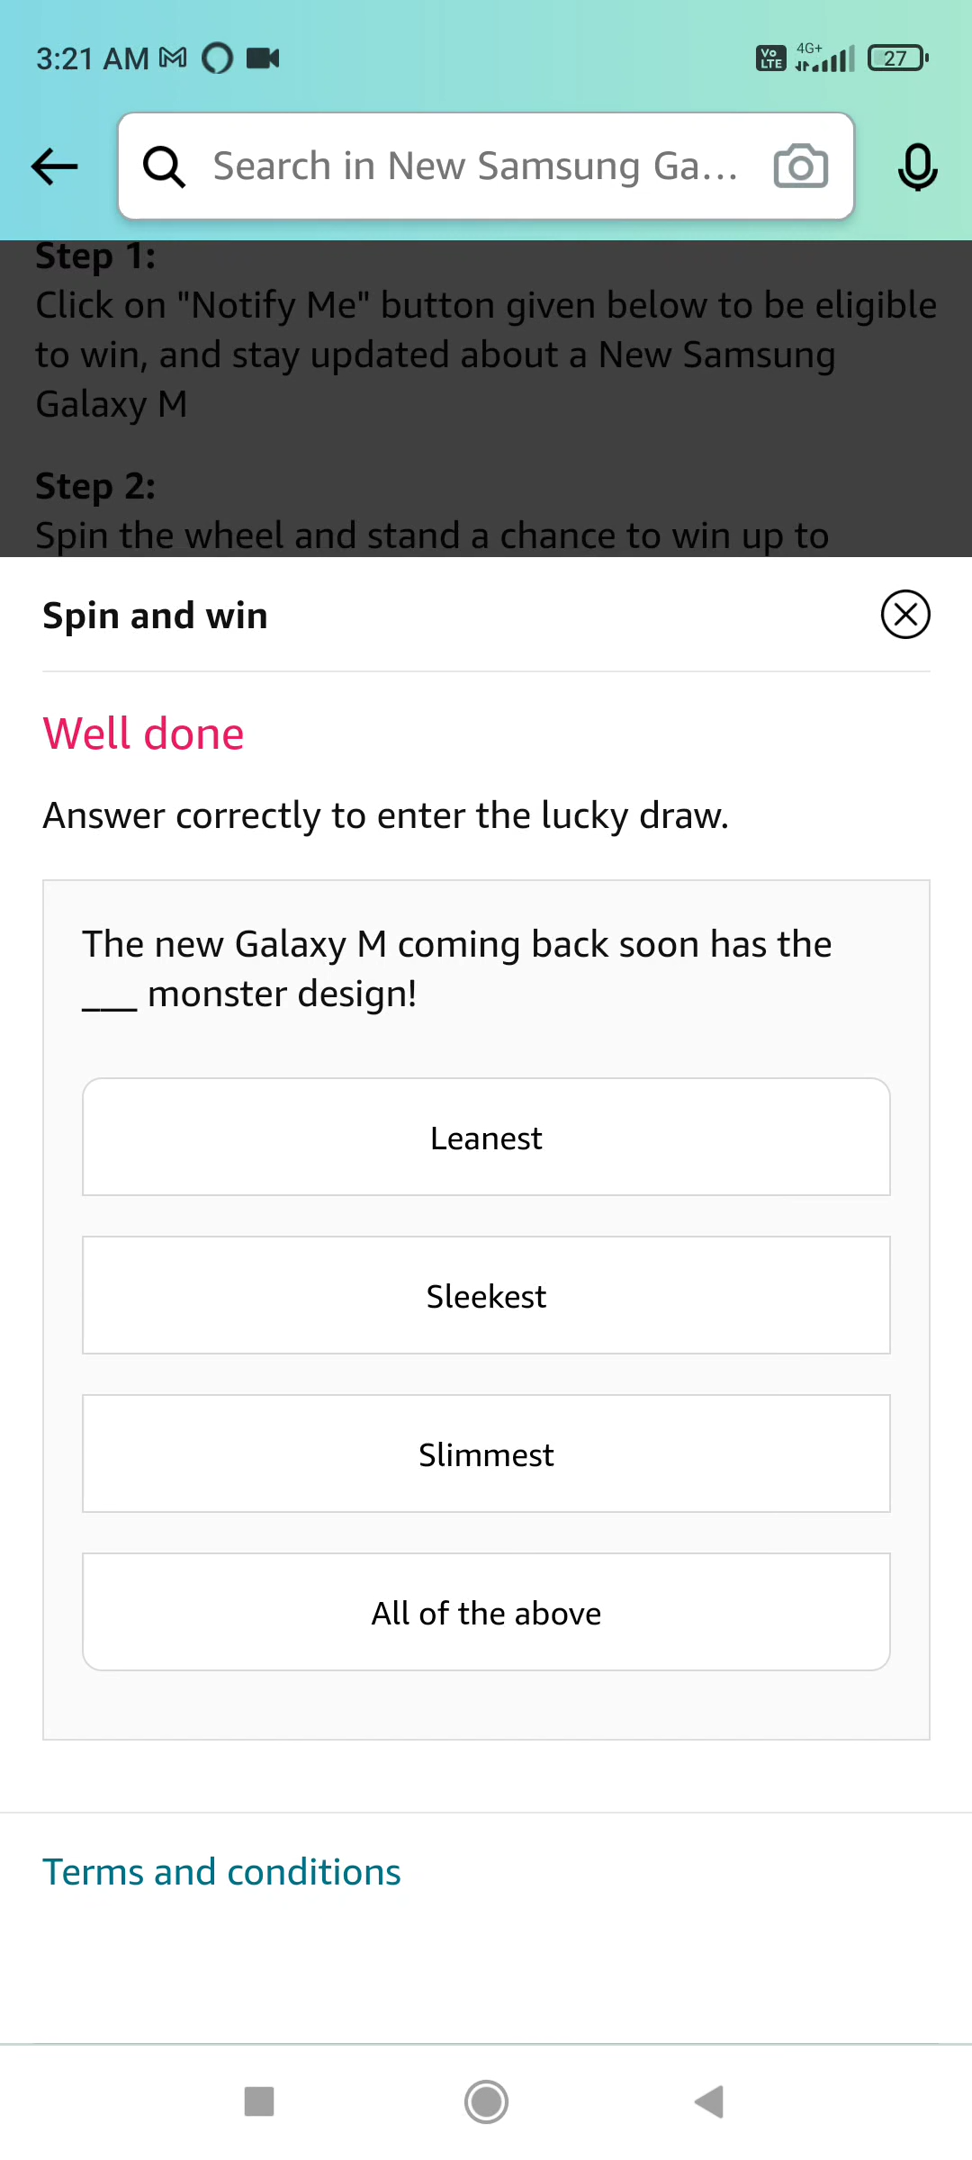 3:21 AM
Vo LTE 4G+ 27
Search in New Samsung Ga...
Step 1:
Click on "Notify Me" button given below to be eligible
to win, and stay updated about a New Samsung
Galaxy M
Step 2:
Spin the wheel and stand a chance to win up to
Spin and win
Well done
Answer correctly to enter the lucky draw.
The new Galaxy M coming back soon has the
___ monster design!
Leanest
Sleekest
Slimmest
All of the above
Terms and conditions